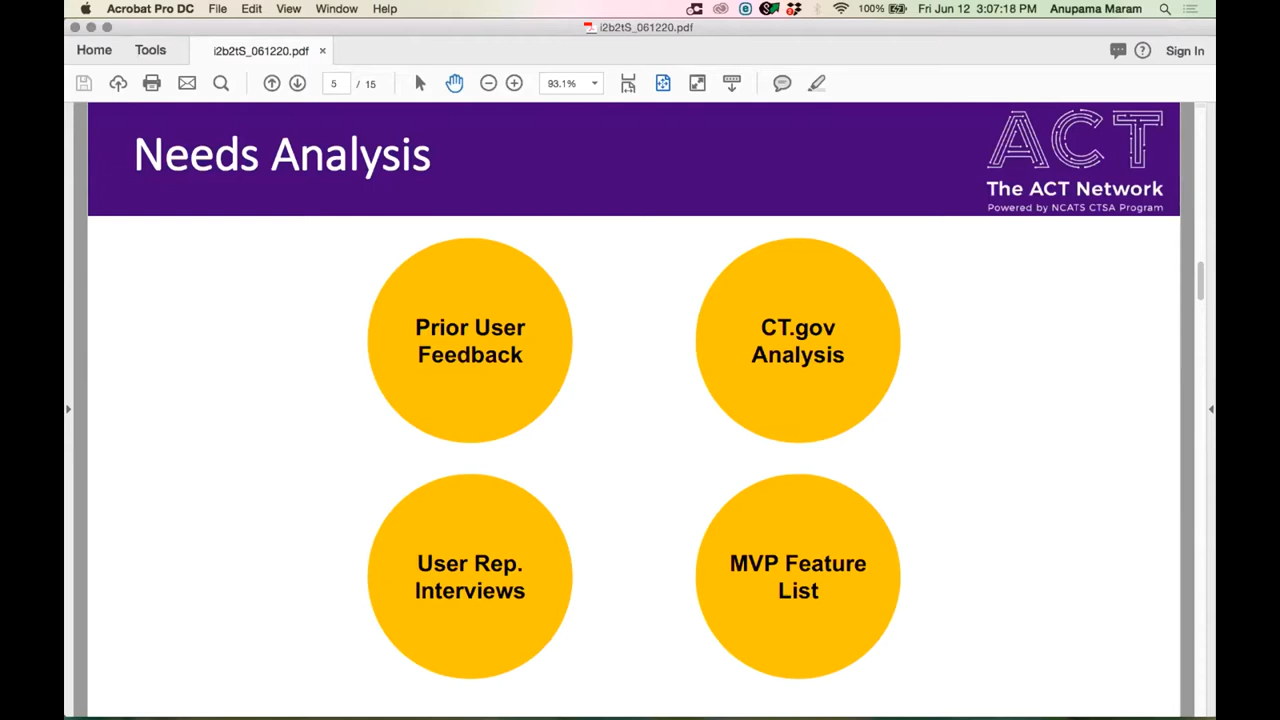 Acrobat Pro DC File Edit View Window Help 100% Fri Jun 12 3:07:18 PM Anupama Maram
i2b2tS_061220.pdf
Home Tools i2b2tS_061220.pdf × Sign In
5 / 15 93.1%
Needs Analysis
ACT
The ACT Network
Powered by NCATS CTSA Program
Prior User
Feedback
CT.gov
Analysis
User Rep.
Interviews
MVP Feature
List